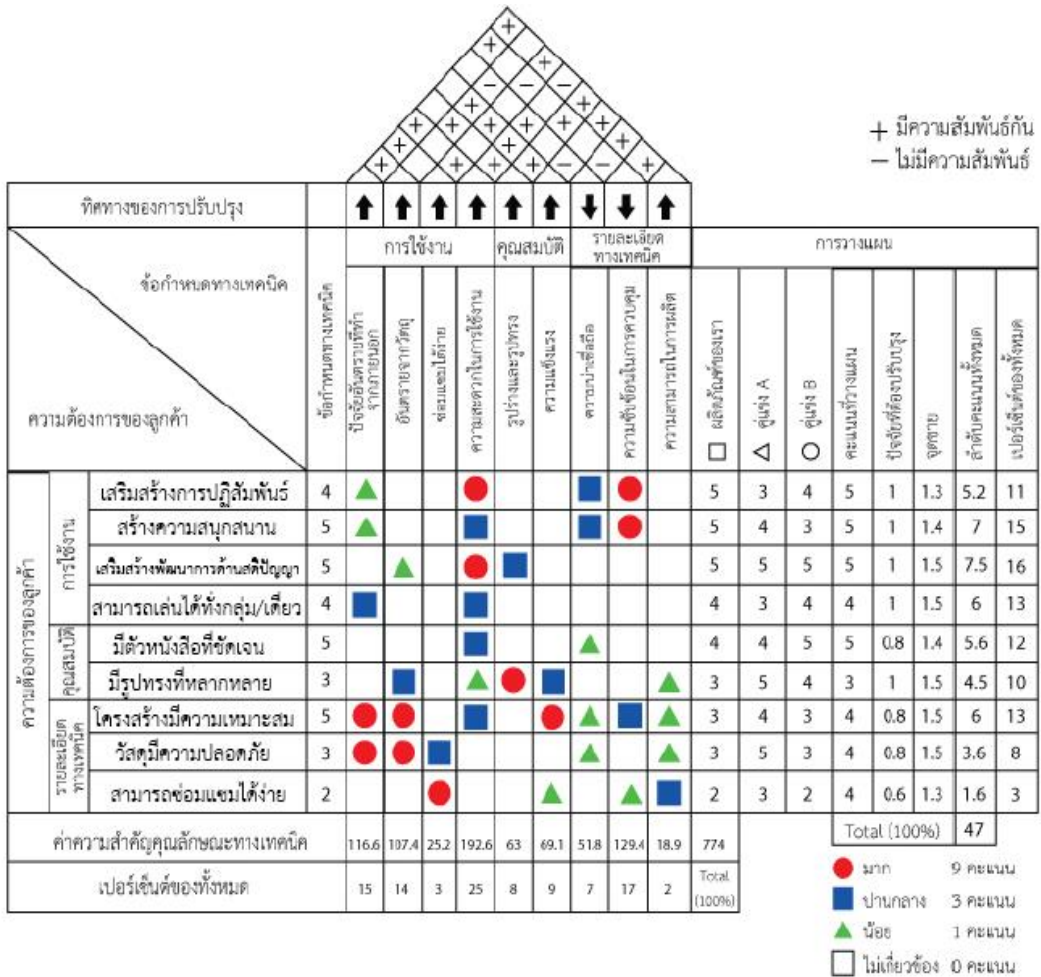 + มีความสัมพันธ์กัน
− ไม่มีความสัมพันธ์
ทิศทางของการปรับปรุง
การใช้งาน
คุณสมบัติ
รายละเอียดทางเทคนิค
การวางแผน
ข้อกำหนดทางเทคนิค
ความต้องการของลูกค้า
ข้อกำหนดทางเทคนิค
ปัจจัยอันตรายที่ทำ
จากภายนอก
อันตรายจากวัตถุ
ซ่อมแซมได้ง่าย
ความสะดวกในการใช้งาน
รูปร่างและรูปทรง
ความแข็งแรง
ความน่าเชื่อถือ
ความซับซ้อนในการควบคุม
ความสามารถในการผลิต
ผลิตภัณฑ์ของเรา
คู่แข่ง A
คู่แข่ง B
คะแนนที่วางแผน
ปัจจัยที่ต้องปรับปรุง
จุดขาย
ลำดับคะแนนทั้งหมด
เปอร์เซ็นต์ของทั้งหมด
ความต้องการของลูกค้า
การใช้งาน
เสริมสร้างการปฏิสัมพันธ์ 4 5 3 4 5 1 1.3 5.2 11
สร้างความสนุกสนาน 5 5 4 3 5 1 1.4 7 15
เสริมสร้างพัฒนาการด้านสติปัญญา 5 5 5 5 5 1 1.5 7.5 16
สามารถเล่นได้ทั้งกลุ่ม/เดี่ยว 4 4 3 4 4 1 1.5 6 13
คุณสมบัติ
มีตัวหนังสือที่ชัดเจน 5 4 4 5 5 0.8 1.4 5.6 12
มีรูปทรงที่หลากหลาย 3 3 5 4 3 1 1.5 4.5 10
รายละเอียด
ทางเทคนิค
โครงสร้างมีความเหมาะสม 5 3 4 3 4 0.8 1.5 6 13
วัสดุมีความปลอดภัย 3 3 5 3 4 0.8 1.5 3.6 8
สามารถซ่อมแซมได้ง่าย 2 2 3 2 4 0.6 1.3 1.6 3
ค่าความสำคัญคุณลักษณะทางเทคนิค 116.6 107.4 25.2 192.6 63 69.1 51.8 129.4 18.9 774
Total (100%) 47
เปอร์เซ็นต์ของทั้งหมด 15 14 3 25 8 9 7 17 2 Total
(100%)
มาก 9 คะแนน
ปานกลาง 3 คะแนน
น้อย 1 คะแนน
ไม่เกี่ยวข้อง 0 คะแนน